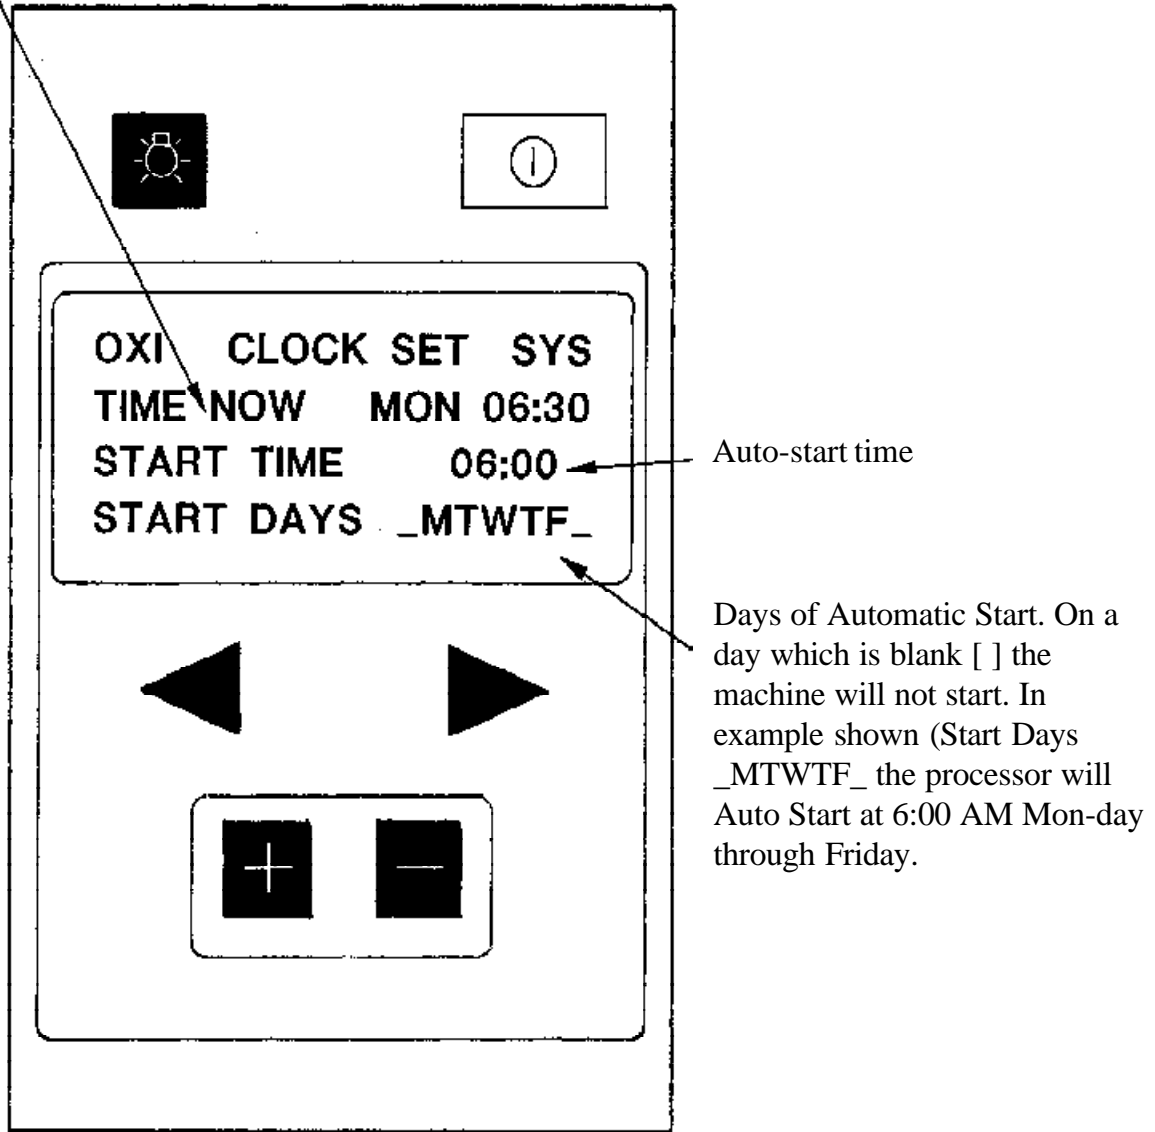 OXI CLOCK SET SYS
TIME NOW MON 06:30
START TIME 06:00
START DAYS _MTWTF_
Auto-start time
Days of Automatic Start. On a
day which is blank [ ] the
machine will not start. In
example shown (Start Days
_MTWTF_ the processor will
Auto Start at 6:00 AM Mon-day
through Friday.